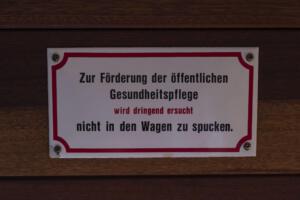 Zur Förderung der öffentlichen
Gesundheitspflege
wird dringend ersucht
nicht in den Wagen zu spucken.